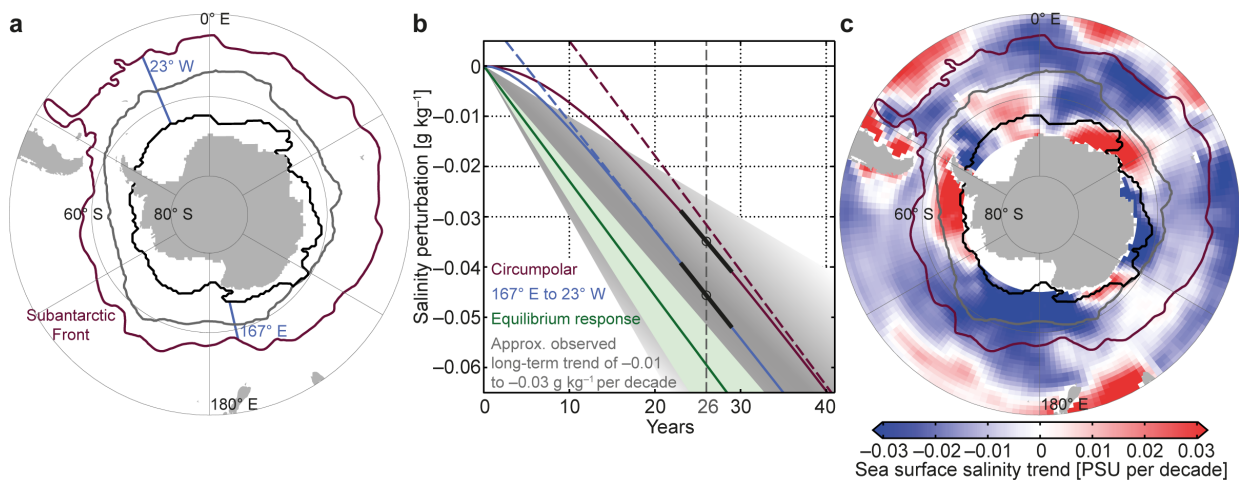 a
0° E
23° W
60° S
80° S
Subantarctic
Front
167° E
180° E
b
Salinity perturbation [g kg⁻¹]
0
−0.01
−0.02
−0.03
−0.04
−0.05
−0.06
Circumpolar
167° E to 23° W
Equilibrium response
Approx. observed
long-term trend of −0.01
to −0.03 g kg⁻¹ per decade
0
10
20
26
30
40
Years
c
0° E
60° S
80° S
180° E
−0.03
−0.02
−0.01
0
0.01
0.02
0.03
Sea surface salinity trend [PSU per decade]